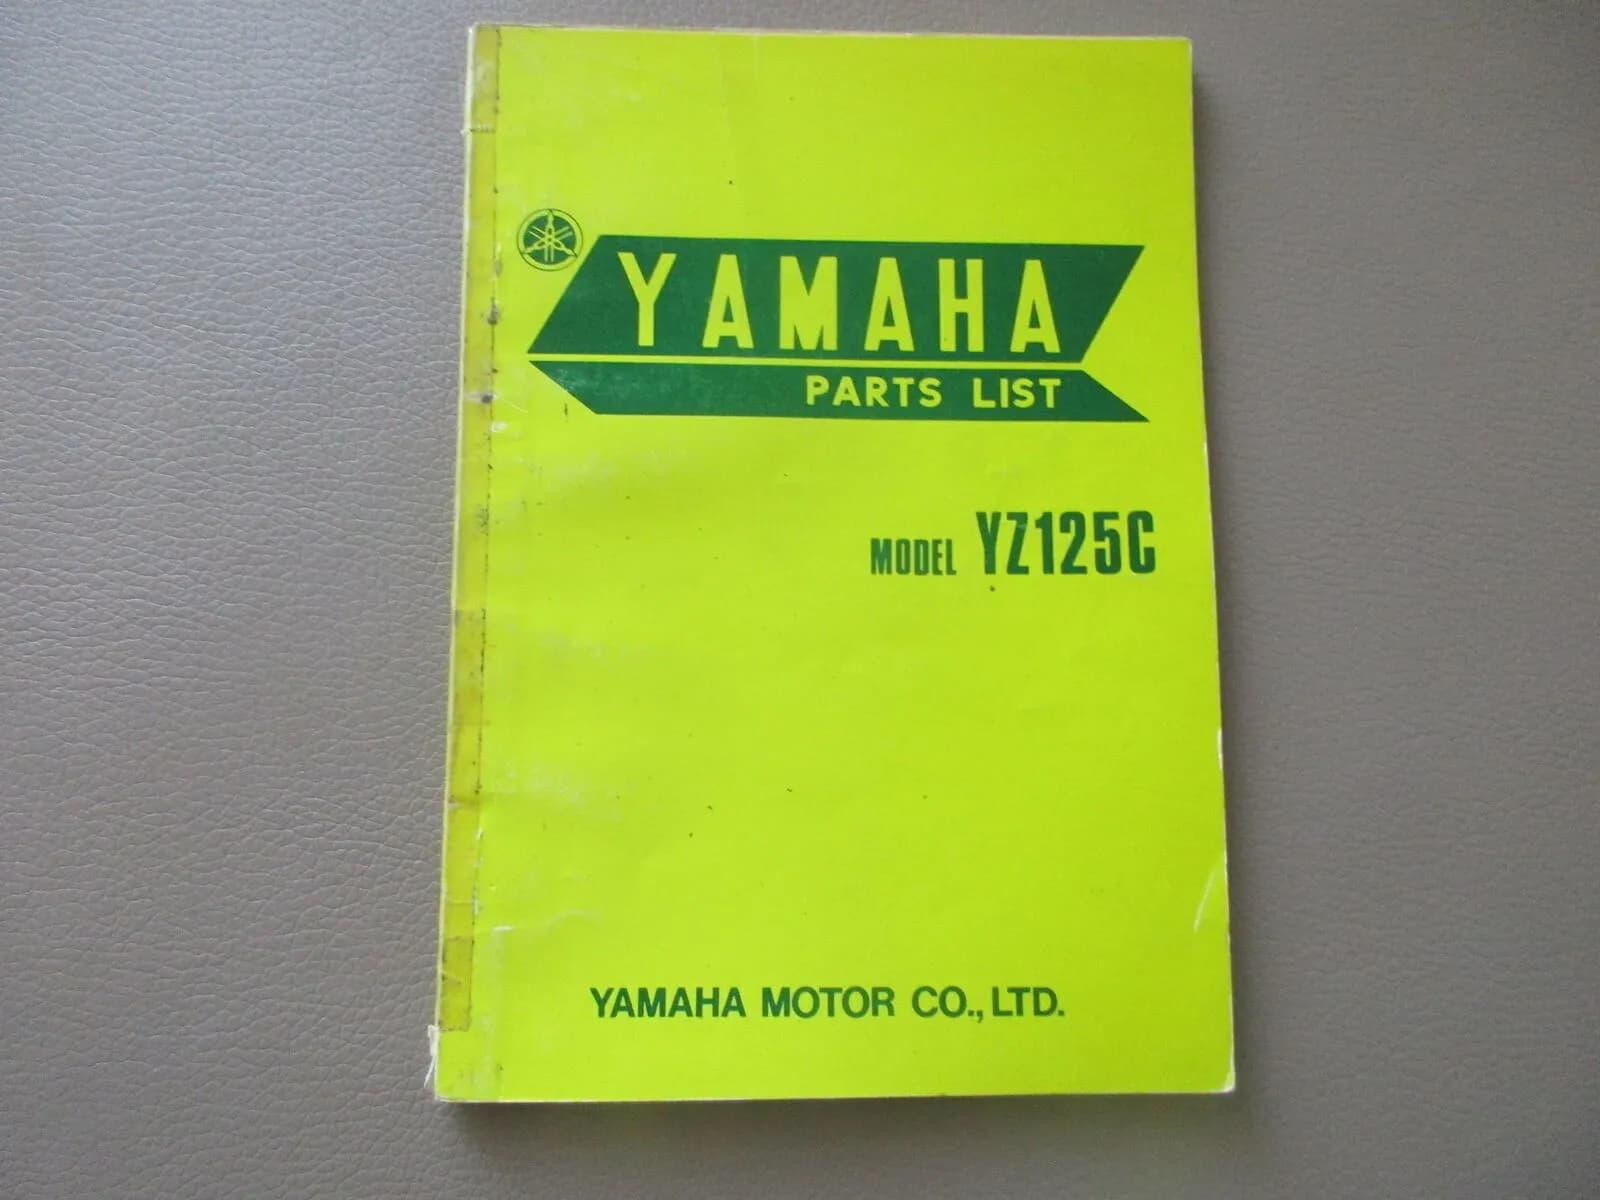 YAMAHA
PARTS LIST
MODEL YZ125C
YAMAHA MOTOR CO., LTD.